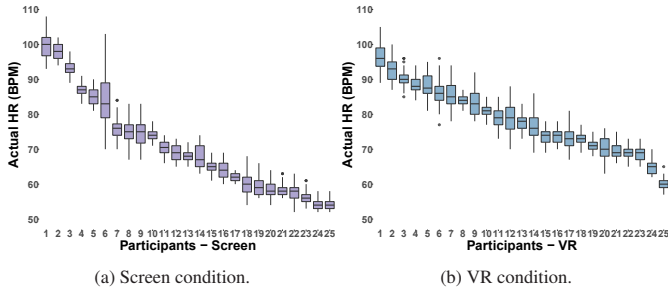 110
100
90
80
70
60
50
Actual HR (BPM)
1 2 3 4 5 6 7 8 9 10 11 12 13 14 15 16 17 18 19 20 21 22 23 24 25
Participants − Screen
(a) Screen condition.
110
100
90
80
70
60
50
Actual HR (BPM)
1 2 3 4 5 6 7 8 9 10 11 12 13 14 15 16 17 18 19 20 21 22 23 24 25
Participants − VR
(b) VR condition.